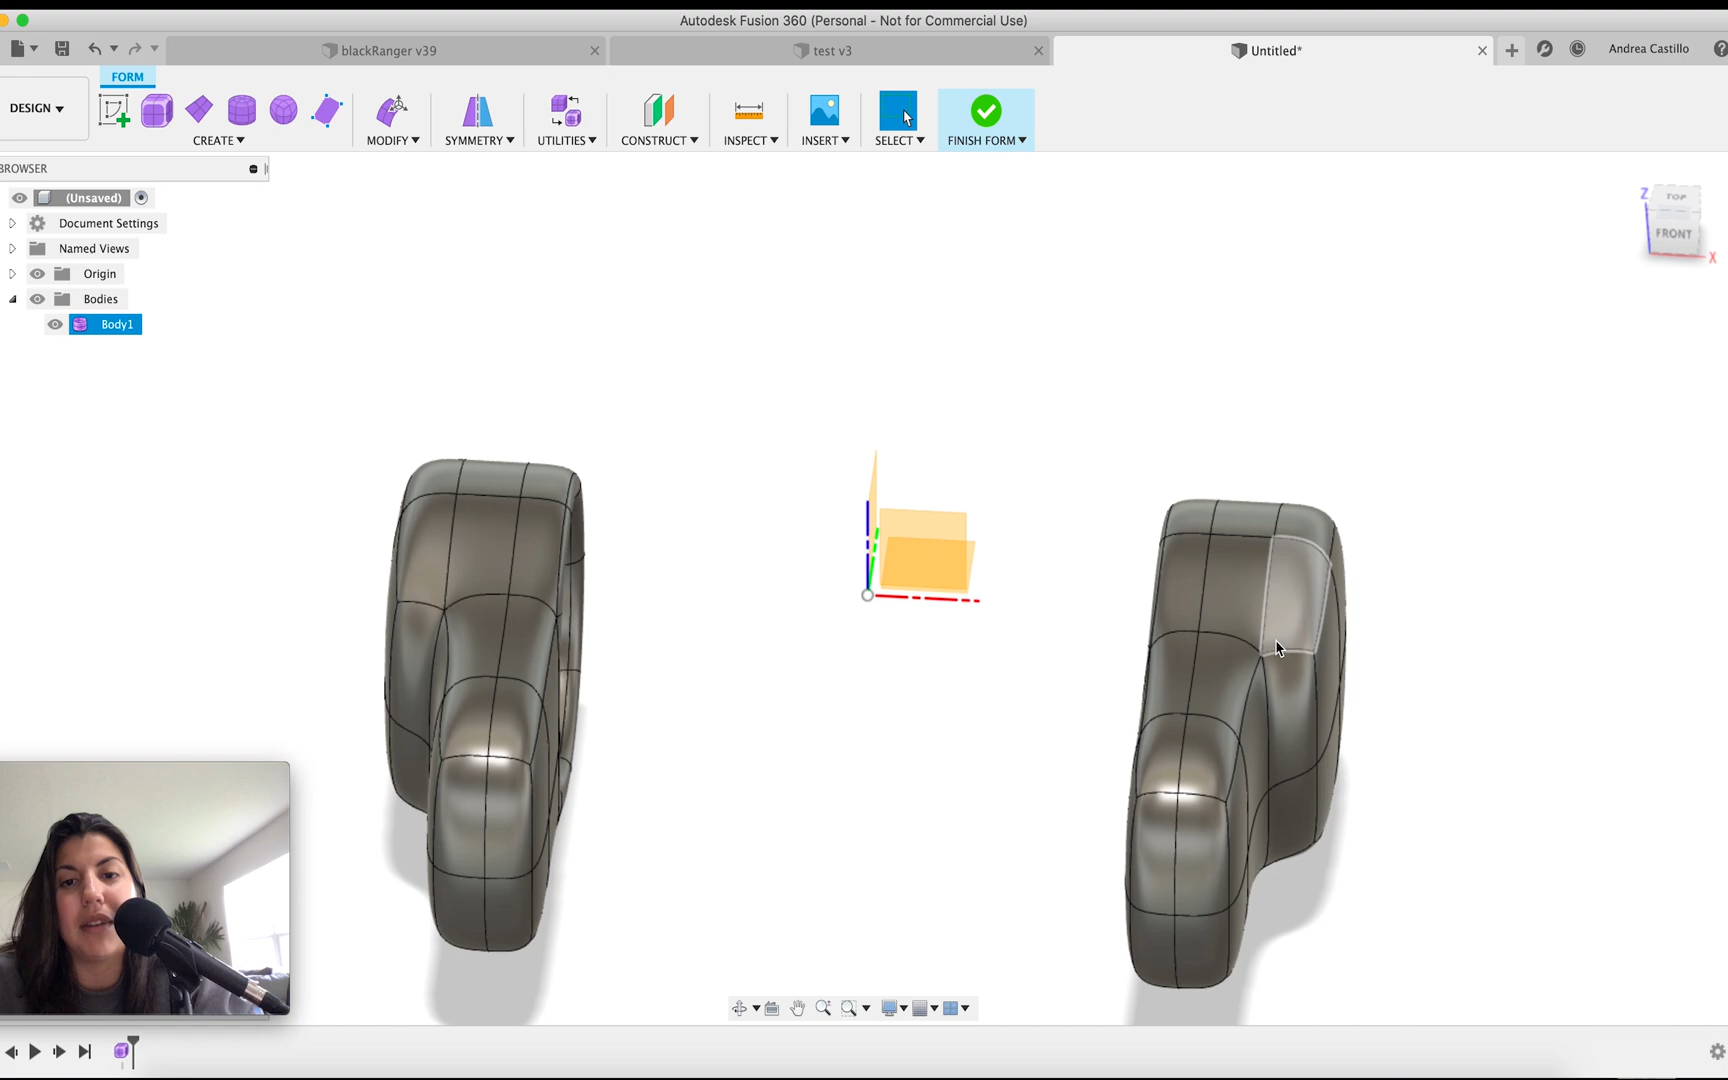 Autodesk Fusion 360 (Personal - Not for Commercial Use)
blackRanger v39
test v3
Untitled*
Andrea Castillo
FORM
DESIGN
CREATE
MODIFY
SYMMETRY
UTILITIES
CONSTRUCT
INSPECT
INSERT
SELECT
FINISH FORM
BROWSER
(Unsaved)
Document Settings
Named Views
Origin
Bodies
Body1
Z
TOP
FRONT
X